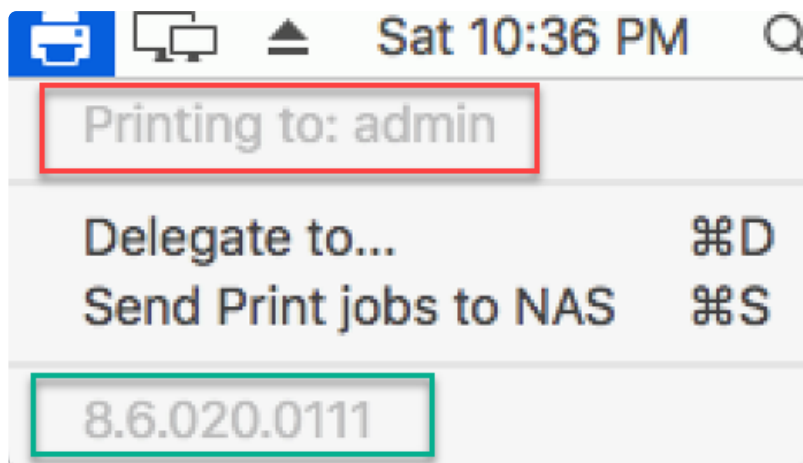 Sat 10:36 PM
Printing to: admin
Delegate to... ⌘D
Send Print jobs to NAS ⌘S
8.6.020.0111